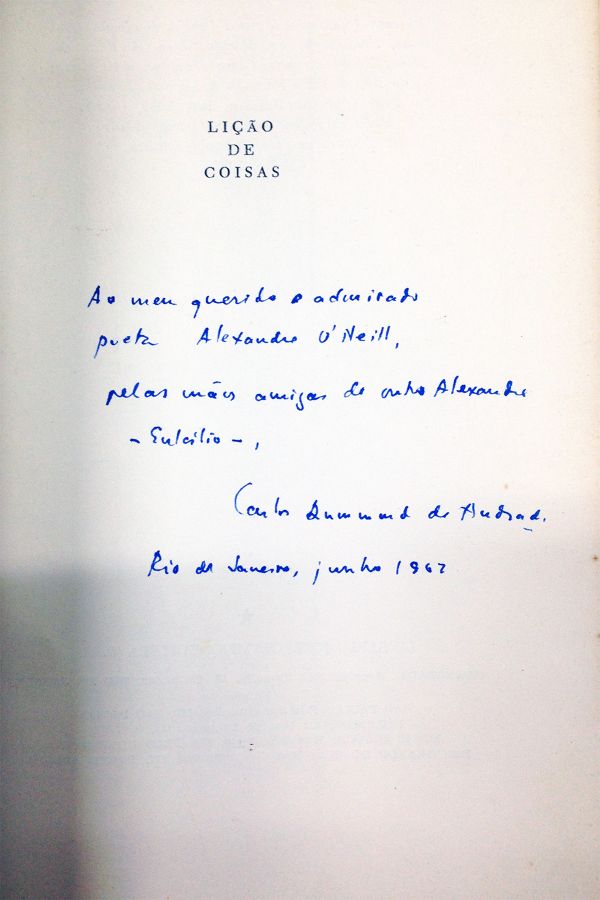 LIÇÃO
DE
COISAS
Ao meu querido e admirado
poeta Alexandre O'Neill,
pelas mãos amigas de outro Alexandre
- Eulálio -,
Carlos Drummond de Andrade.
Rio de Janeiro, junho 1962